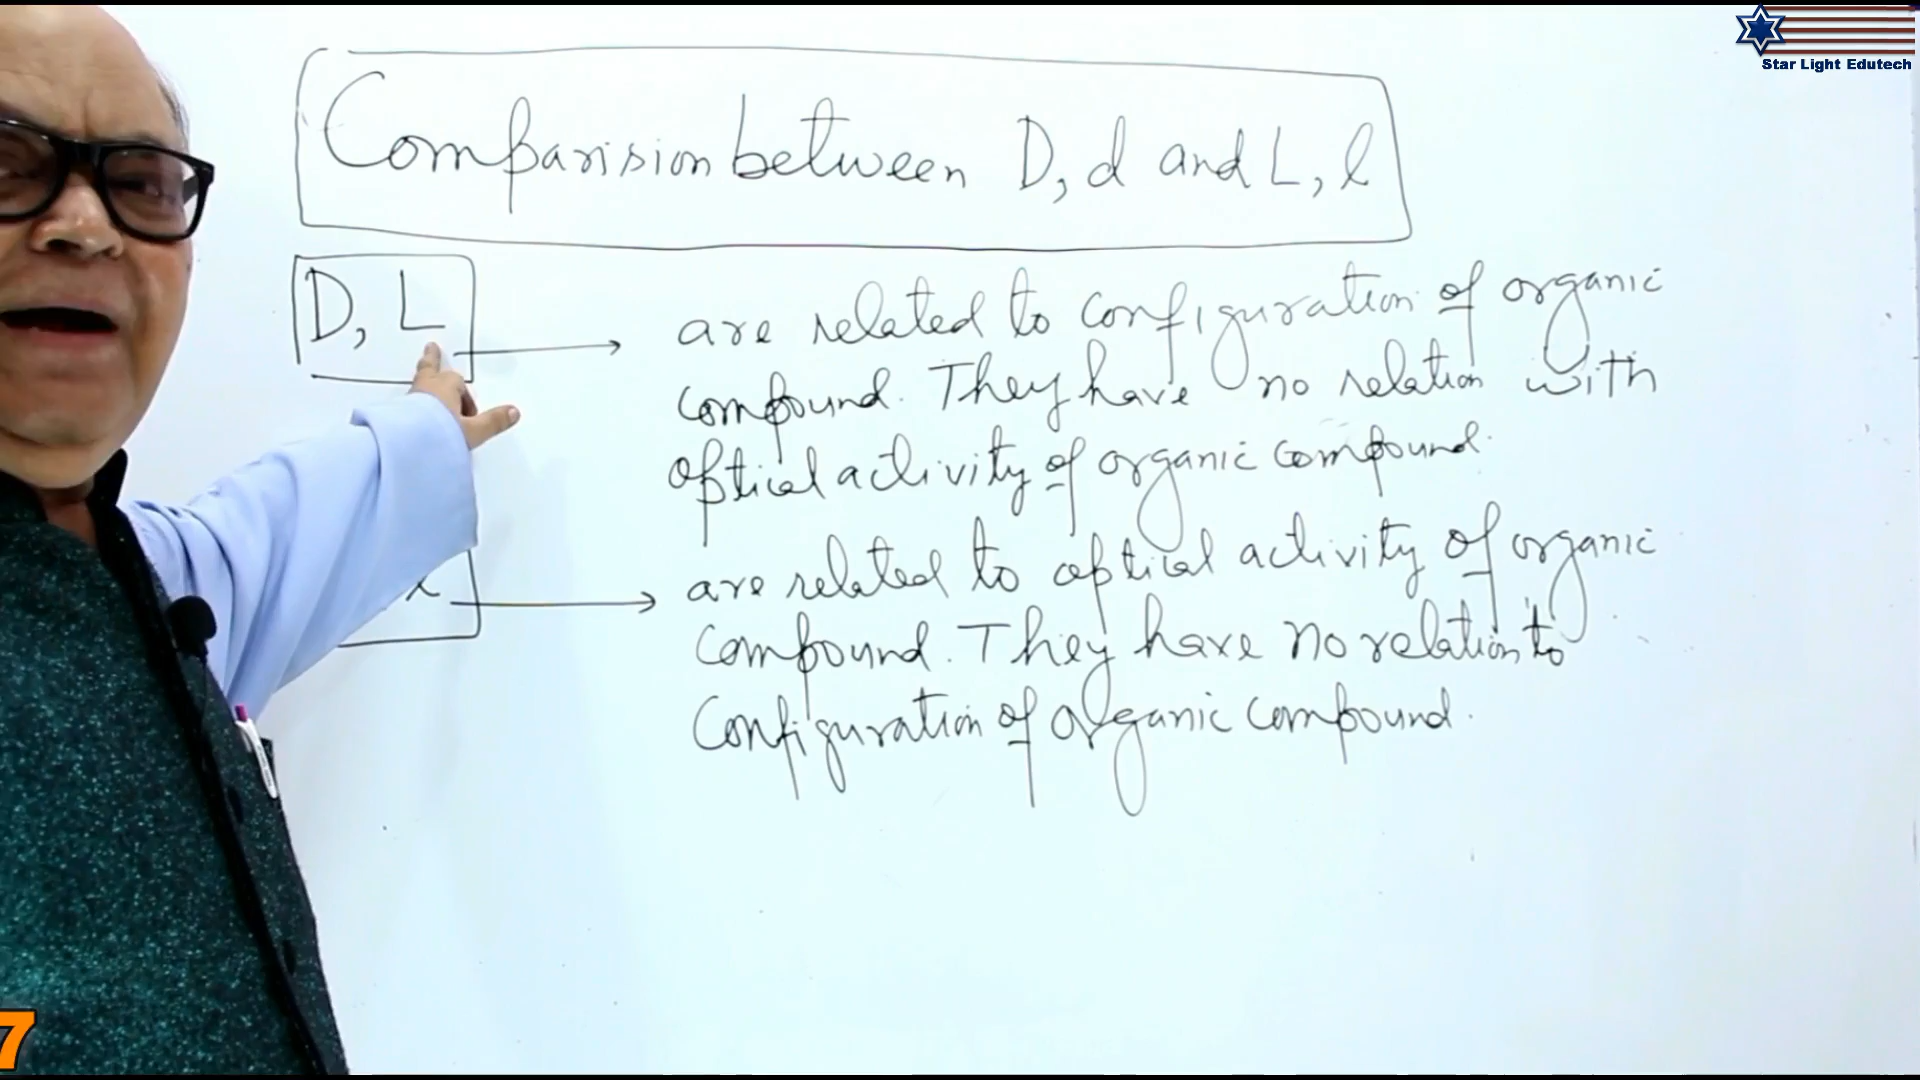 Star Light Edutech
Comparision between D, d and L, l
D, L
are related to configuration of organic
compound. They have no relation with
optical activity of organic compound.
are related to optical activity of organic
compound. They have no relation to
configuration of organic compound.
7